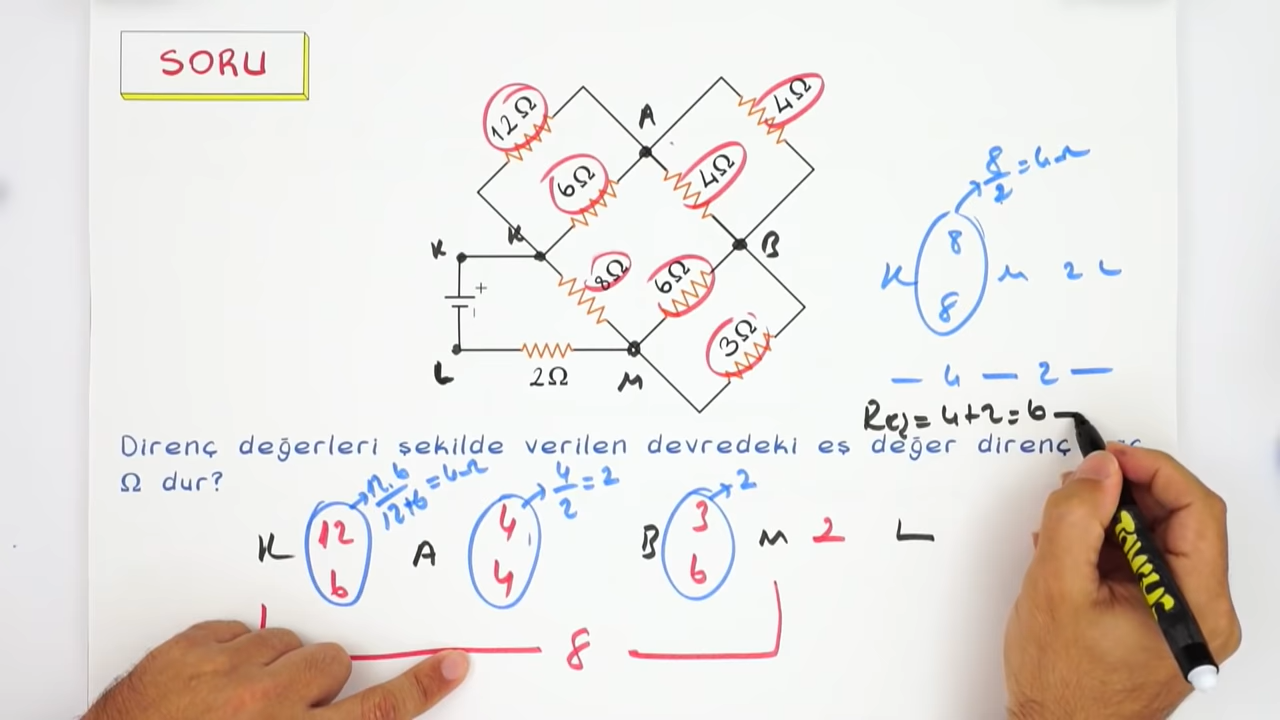 SORU
12Ω
A
4Ω
6Ω
4Ω
K
K
B
8Ω
6Ω
+
3Ω
L
2Ω
M
8/2=4Ω
K 8 M 2 L
8
— 4 — 2 —
Reş=4+2=6
Direnç değerleri şekilde verilen devredeki eş değer direnç
Ω dur?
12.6/12+6=4Ω
4/2=2
2
K 12 A 4 B 3 M 2 L
6 4 6
8